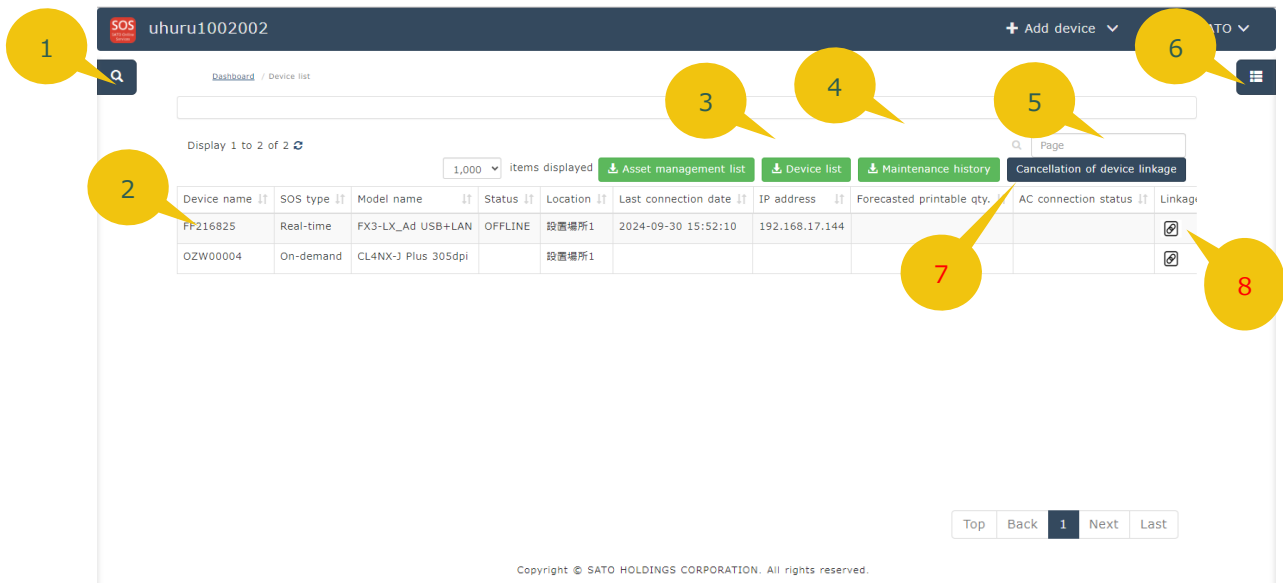 1
SOS
SATO Online Services
uhuru1002002
Add device
ATO
6
Dashboard / Device list
3
4
5
Display 1 to 2 of 2
Page
1,000 items displayed Asset management list Device list Maintenance history Cancellation of device linkage
2
Device name SOS type Model name Status Location Last connection date IP address Forecasted printable qty. AC connection status Linkage
FF216825 Real-time FX3-LX_Ad USB+LAN OFFLINE 設置場所1 2024-09-30 15:52:10 192.168.17.144
OZW00004 On-demand CL4NX-J Plus 305dpi 設置場所1
7
8
Top Back 1 Next Last
Copyright © SATO HOLDINGS CORPORATION. All rights reserved.